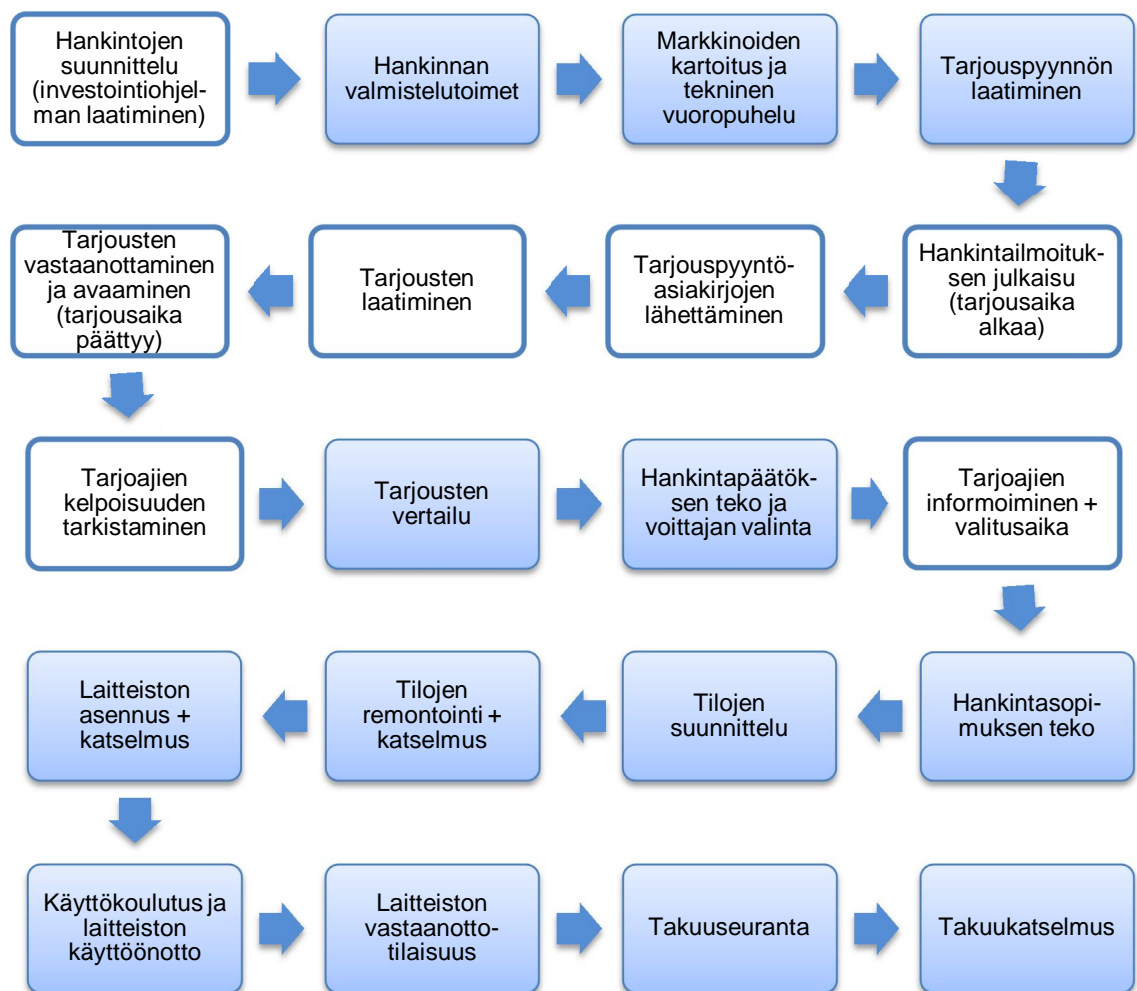 Hankintojen
suunnittelu
(investointiohjel-
man laatiminen)
Hankinnan
valmistelutoimet
Markkinoiden
kartoitus ja
tekninen
vuoropuhelu
Tarjouspyynnön
laatiminen
Hankintailmoituk-
sen julkaisu
(tarjousaika
alkaa)
Tarjouspyyntö-
asiakirjojen
lähettäminen
Tarjousten
laatiminen
Tarjousten
vastaanottaminen
ja avaaminen
(tarjousaika
päättyy)
Tarjoajien
kelpoisuuden
tarkistaminen
Tarjousten
vertailu
Hankintapäätök-
sen teko ja
voittajan valinta
Tarjoajien
informoiminen +
valitusaika
Hankintasopi-
muksen teko
Tilojen
suunnittelu
Tilojen
remontointi +
katselmus
Laitteiston
asennus +
katselmus
Käyttökoulutus ja
laitteiston
käyttöönotto
Laitteiston
vastaanotto-
tilaisuus
Takuuseuranta
Takuukatselmus